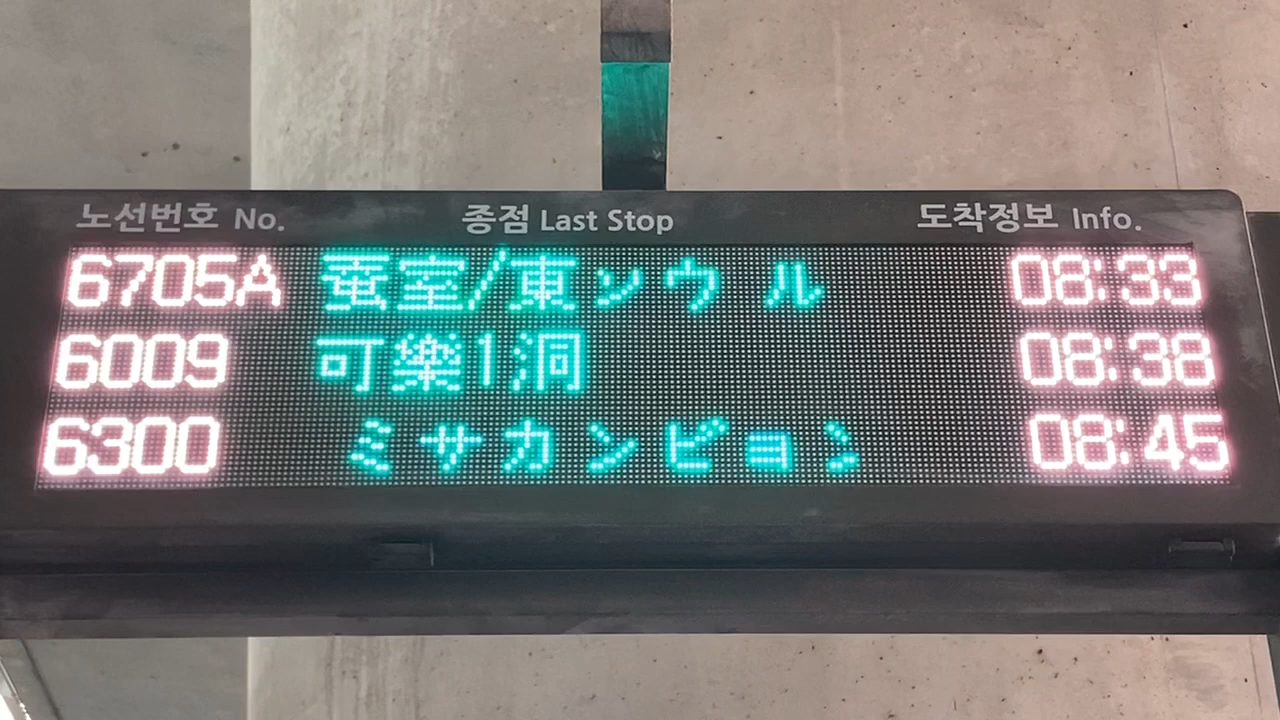 노선번호 No. 종점 Last Stop 도착정보 Info.
6705A 蚕室/東ソウル 08:33
6009 可樂1洞 08:38
6300 ミサカンビョン 08:45